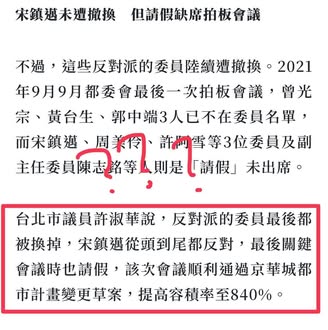 宋鎮邁未遭撤換　但請假缺席拍板會議
不過，這些反對派的委員陸續遭撤換。2021
年9月9日都委會最後一次拍板會議，曾光
宗、黃台生、郭中端3人已不在委員名單，
而宋鎮邁、周美伶、許阿雪等3位委員及副
主任委員陳志銘等人則是「請假」未出席。
???
台北市議員許淑華說，反對派的委員最後都
被換掉，宋鎮邁從頭到尾都反對，最後關鍵
會議時也請假，該次會議順利通過京華城都
市計畫變更草案，提高容積率至840%。